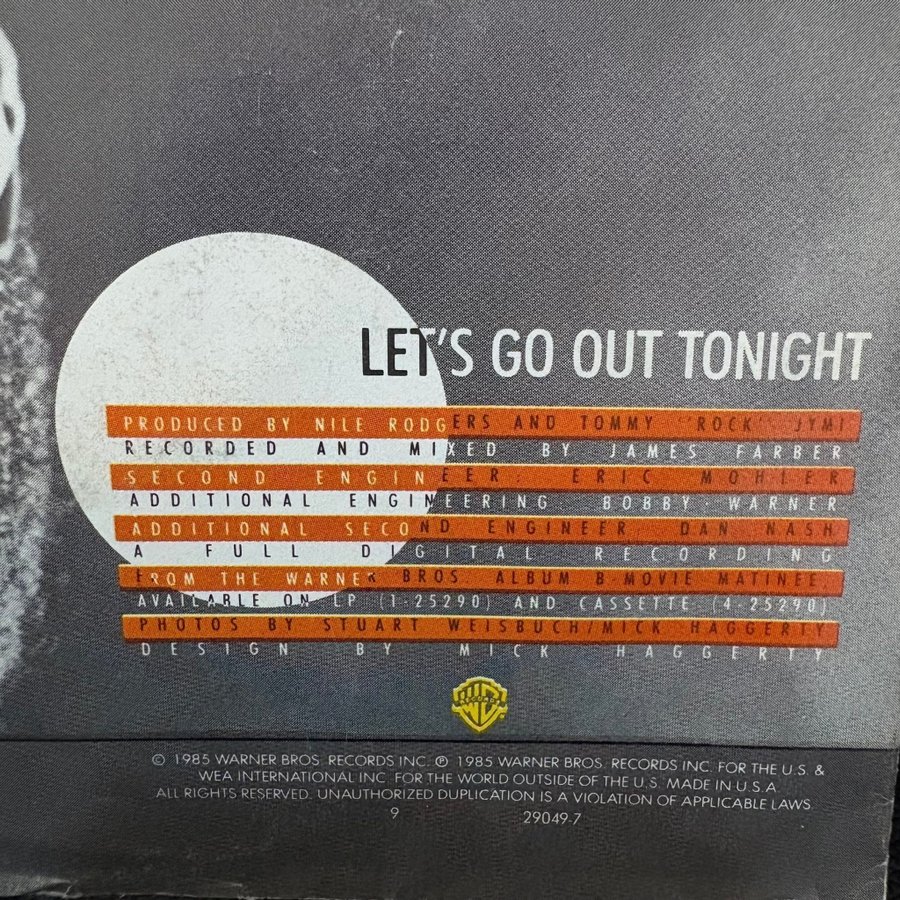 LET'S GO OUT TONIGHT
PRODUCED BY NILE RODGERS AND TOMMY "ROCK" JYMI
RECORDED AND MIXED BY JAMES FARBER
SECOND ENGINEER: ERIC MOHLER
ADDITIONAL ENGINEERING: BOBBY WARNER
ADDITIONAL SECOND ENGINEER: DAN NASH
A FULL DIGITAL RECORDING
FROM THE WARNER BROS. ALBUM B-MOVIE MATINEE
AVAILABLE ON LP (1-25290) AND CASSETTE (4-25290)
PHOTOS BY STUART WEISBUCH/MICK HAGGERTY
DESIGN BY MICK HAGGERTY
RECORDS
© 1985 WARNER BROS. RECORDS INC. ℗ 1985 WARNER BROS. RECORDS INC. FOR THE U.S. &
WEA INTERNATIONAL INC. FOR THE WORLD OUTSIDE OF THE U.S. MADE IN U.S.A.
ALL RIGHTS RESERVED. UNAUTHORIZED DUPLICATION IS A VIOLATION OF APPLICABLE LAWS.
9 29049-7